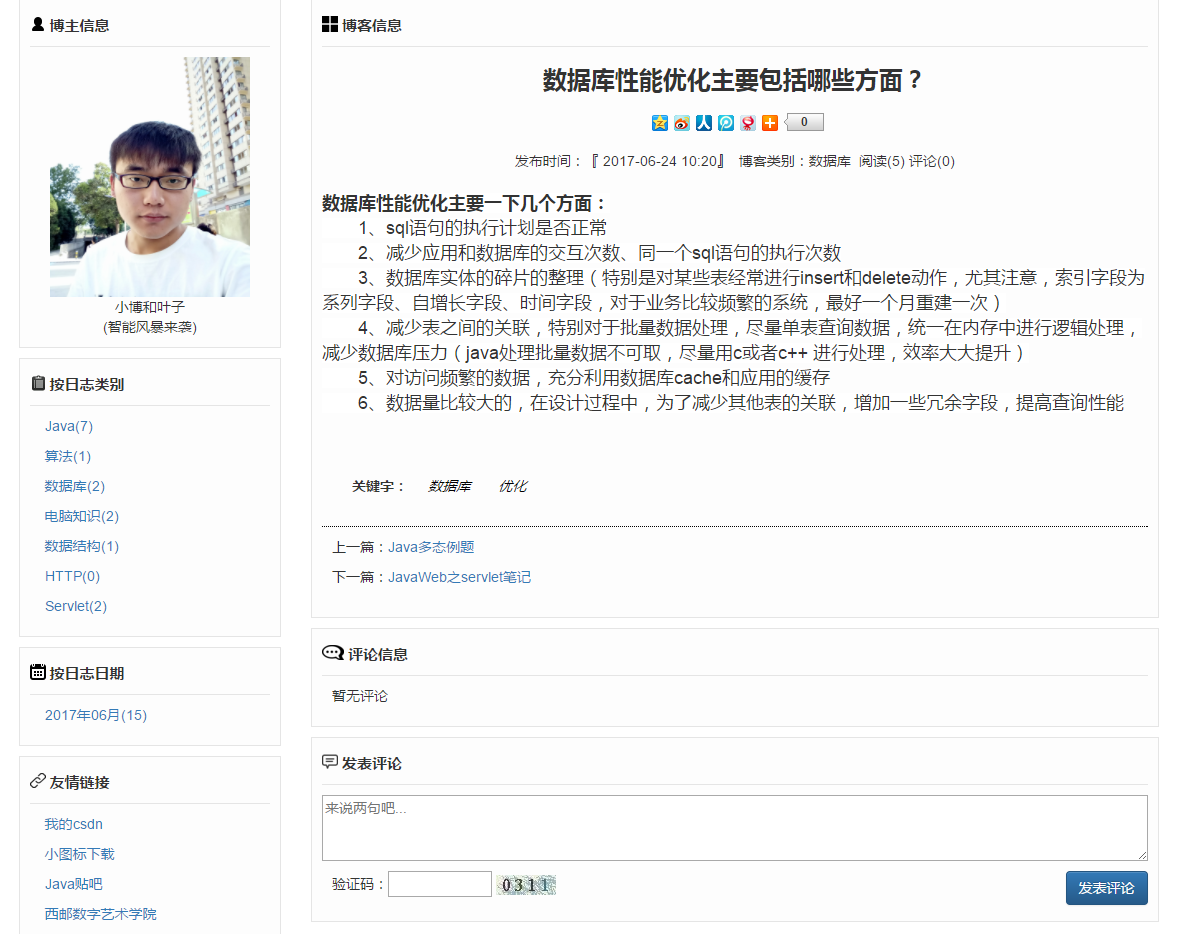 博主信息
小博和叶子
(智能风暴来袭)
按日志类别
Java(7)
算法(1)
数据库(2)
电脑知识(2)
数据结构(1)
HTTP(0)
Servlet(2)
按日志日期
2017年06月(15)
友情链接
我的csdn
小图标下载
Java贴吧
西邮数字艺术学院
博客信息
数据库性能优化主要包括哪些方面？
0
发布时间：『 2017-06-24 10:20』 博客类别：数据库 阅读(5) 评论(0)
数据库性能优化主要一下几个方面：
1、sql语句的执行计划是否正常
2、减少应用和数据库的交互次数、同一个sql语句的执行次数
3、数据库实体的碎片的整理（特别是对某些表经常进行insert和delete动作，尤其注意，索引字段为
系列字段、自增长字段、时间字段，对于业务比较频繁的系统，最好一个月重建一次）
4、减少表之间的关联，特别对于批量数据处理，尽量单表查询数据，统一在内存中进行逻辑处理，
减少数据库压力（java处理批量数据不可取，尽量用c或者c++ 进行处理，效率大大提升）
5、对访问频繁的数据，充分利用数据库cache和应用的缓存
6、数据量比较大的，在设计过程中，为了减少其他表的关联，增加一些冗余字段，提高查询性能
关键字： 数据库 优化
上一篇：Java多态例题
下一篇：JavaWeb之servlet笔记
评论信息
暂无评论
发表评论
来说两句吧...
验证码： 0311
发表评论